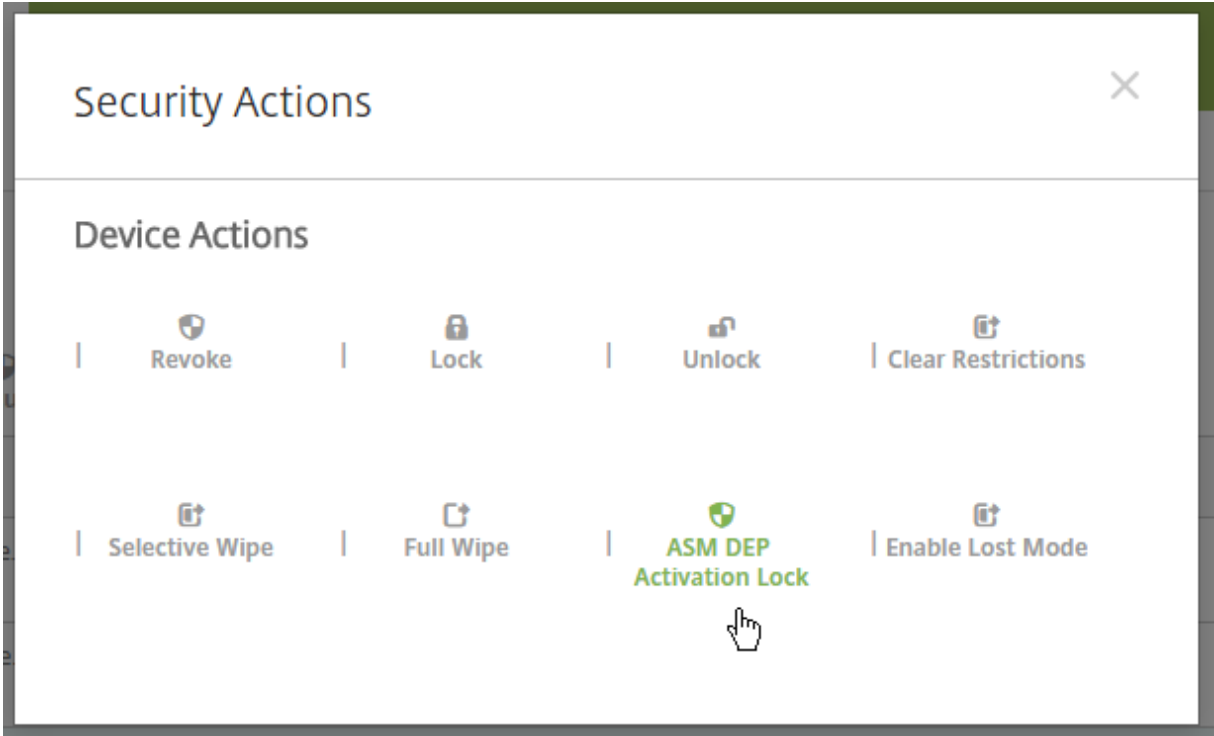 Security Actions
Device Actions
Revoke
Lock
Unlock
Clear Restrictions
Selective Wipe
Full Wipe
ASM DEP
Activation Lock
Enable Lost Mode